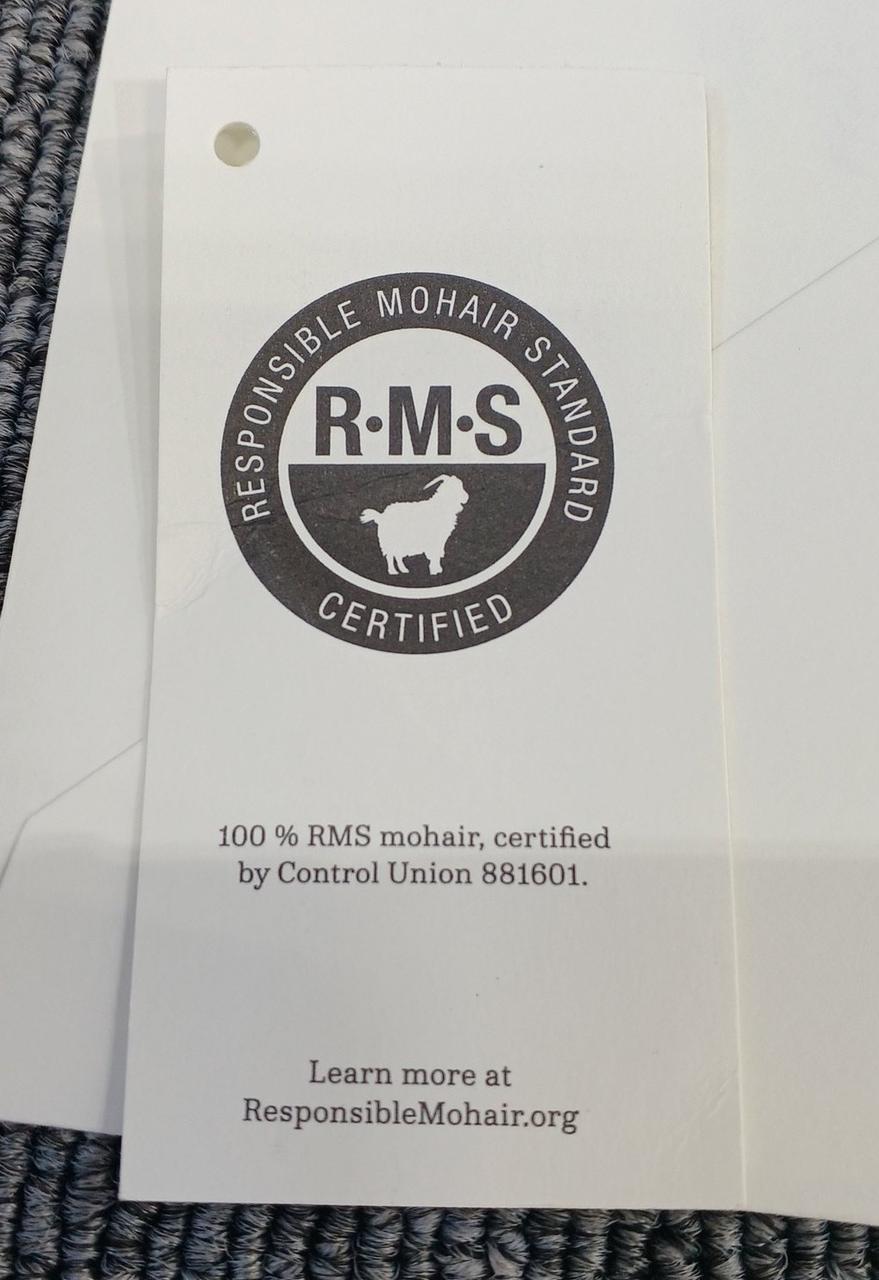 RESPONSIBLE MOHAIR STANDARD
R·M·S
CERTIFIED
100 % RMS mohair, certified
by Control Union 881601.
Learn more at
ResponsibleMohair.org